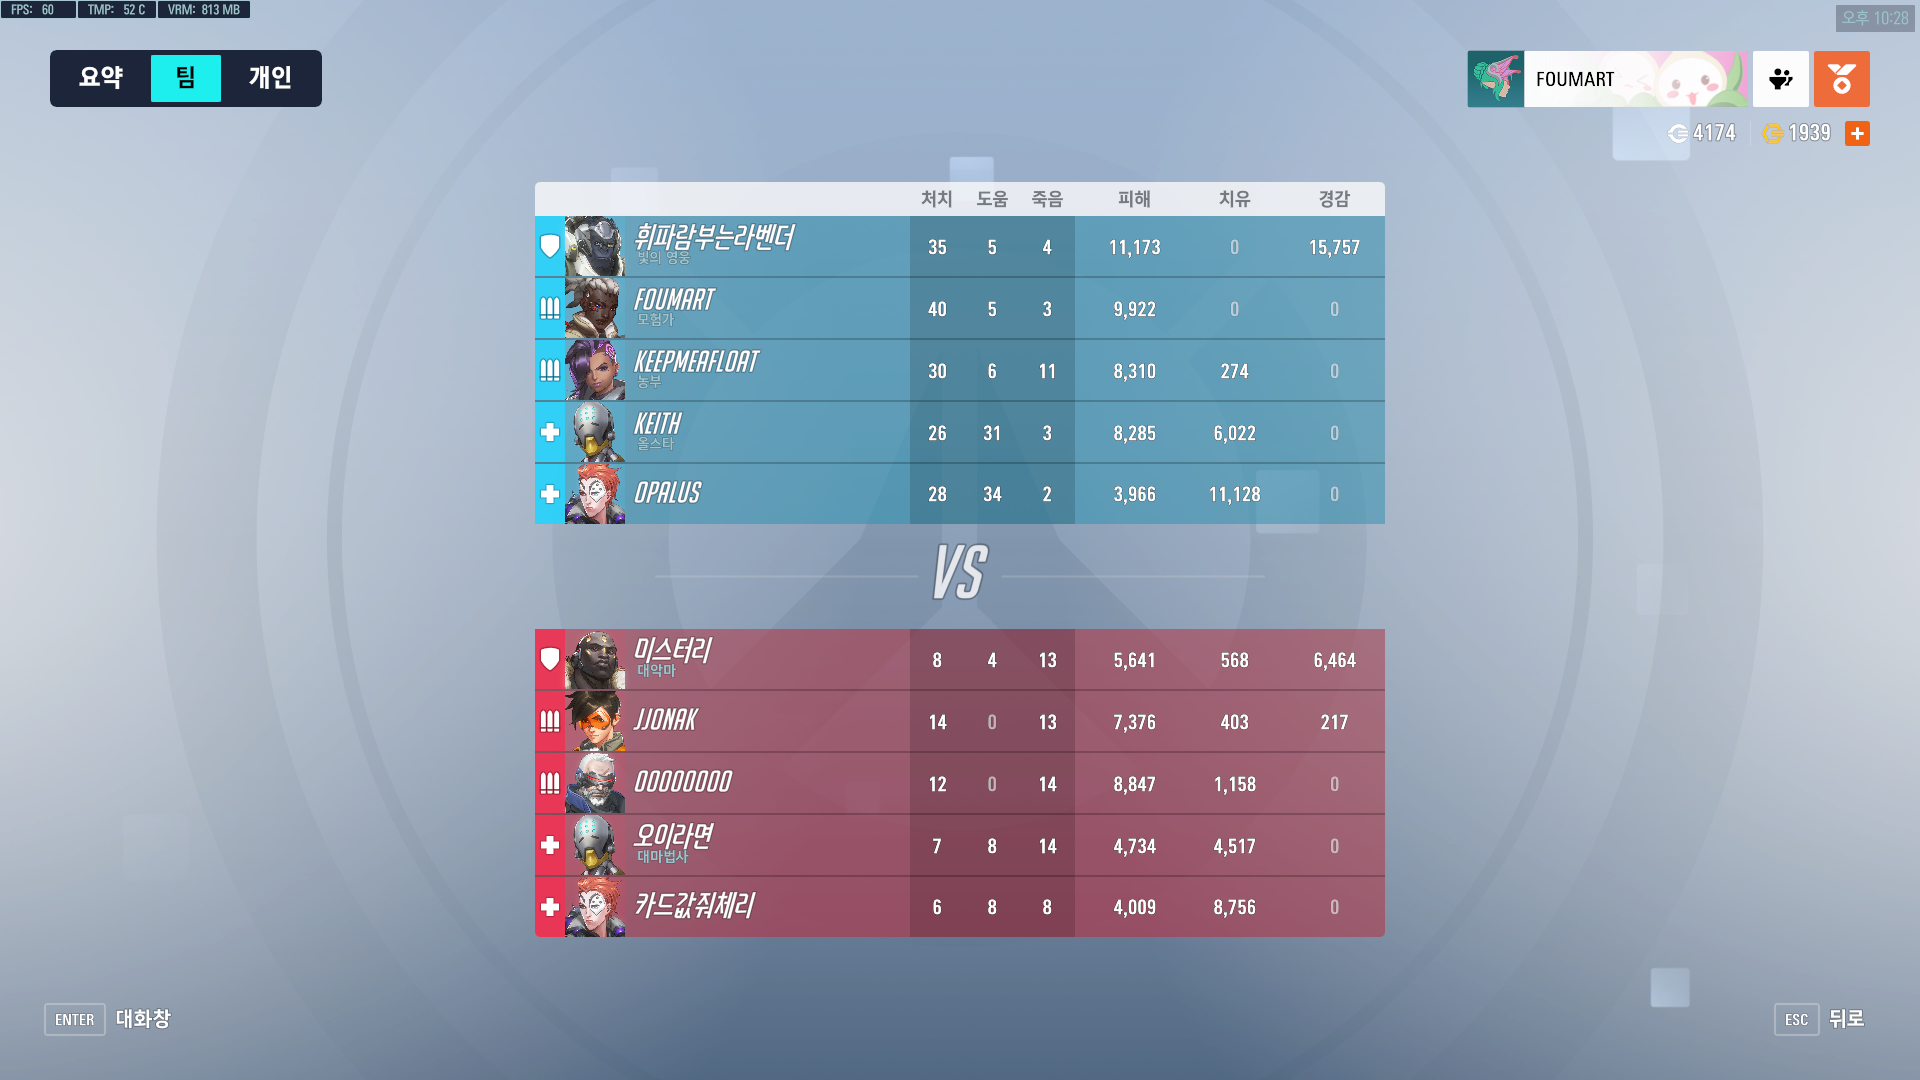 FPS: 60 TMP: 52 C VRM: 813 MB
오후 10:28
요약 팀 개인
FOUMART
4174 1939
처치 도움 죽음 피해 치유 경감
휘파람부는라벤더 35 5 4 11,173 0 15,757
빛의 영웅
FOUMART 40 5 3 9,922 0 0
모험가
KEEPMEAFLOAT 30 6 11 8,310 274 0
농부
KEITH 26 31 3 8,285 6,022 0
올스타
OPALUS 28 34 2 3,966 11,128 0
VS
미스터리 8 4 13 5,641 568 6,464
대악마
JJONAK 14 0 13 7,376 403 217
OOOOOOOO 12 0 14 8,847 1,158 0
오이라면 7 8 14 4,734 4,517 0
대마법사
카드값줘체리 6 8 8 4,009 8,756 0
ENTER 대화창
ESC 뒤로